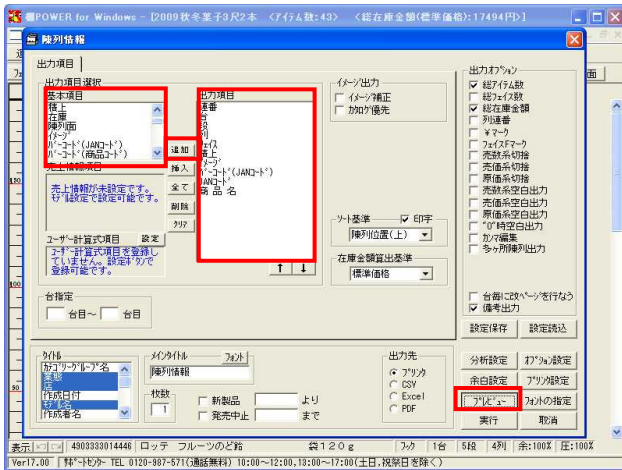 棚POWER for Windows - [2009秋冬菓子3尺2本 <アイテム数:43> <総在庫金額(標準価格):17494円>]
陳列情報
出力項目
出力項目選択
基本項目
積上
在庫
陳列面
イメージ
バーコード(JANコード)
バーコード(商品コード)
売上情報項目
売上情報が未設定です。
モデル設定で設定可能です。
ユーザー計算式項目 設定
ユーザー計算式項目を登録し
ていません。設定ボタンで
登録可能です。
追加
挿入
全て
削除
クリア
出力項目
連番
台
段
列
フェイス
積上
イメージ
バーコード(JANコード)
JANコード
商品名
↑ ↓
イメージ出力
イメージ補正
カタログ優先
ソート基準 印字
陳列位置(上)
在庫金額算出基準
標準価格
台指定
台目~ 台目
出力オプション
総アイテム数
総フェイス数
総在庫金額
列連番
¥マーク
フェイスFマーク
売数系切捨
売価系切捨
原価系切捨
売数系空白出力
売価系空白出力
原価系空白出力
"0"時空白出力
カンマ編集
多ヶ所陳列出力
台毎に改ページを行なう
備考出力
設定保存 設定読込
タイトル
カテゴリーグループ名
業態
店
作成日付
モデル名
作成者名
メインタイトル フォント
陳列情報
枚数
1
新製品 より
発売中止 まで
出力先
プリンタ
CSV
Excel
PDF
分析設定 オプション設定
余白設定 プリンタ設定
プレビュー フォントの指定
実行 取消
面
150
100
50
表示 4903333014446 ロッテ フルーツのど飴 袋120g フック 1台 5段 4列 余:100% 圧:100%
Ver17.00 サポートセンター TEL 0120-987-571(通話無料) 10:00~12:00,13:00~17:00(土日,祝祭日を除く)